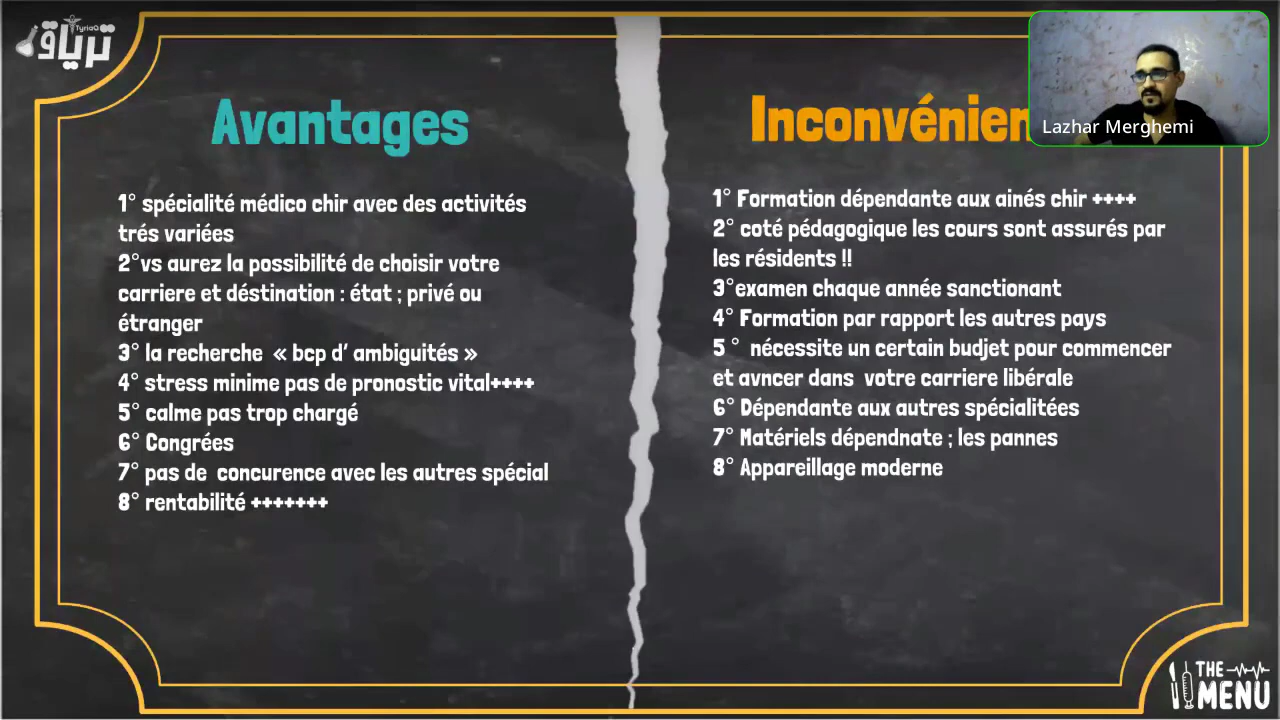 ترياق
TyriaQ
Avantages
1° spécialité médico chir avec des activités
trés variées
2°vs aurez la possibilité de choisir votre
carriere et déstination : état ; privé ou
étranger
3° la recherche « bcp d' ambiguités »
4° stress minime pas de pronostic vital++++
5° calme pas trop chargé
6° Congrées
7° pas de concurence avec les autres spécial
8° rentabilité +++++++
Inconvénien
1° Formation dépendante aux ainés chir ++++
2° coté pédagogique les cours sont assurés par
les résidents !!
3°examen chaque année sanctionant
4° Formation par rapport les autres pays
5 ° nécessite un certain budjet pour commencer
et avncer dans votre carriere libérale
6° Dépendante aux autres spécialitées
7° Matériels dépendnate ; les pannes
8° Appareillage moderne
Lazhar Merghemi
THE
MENU